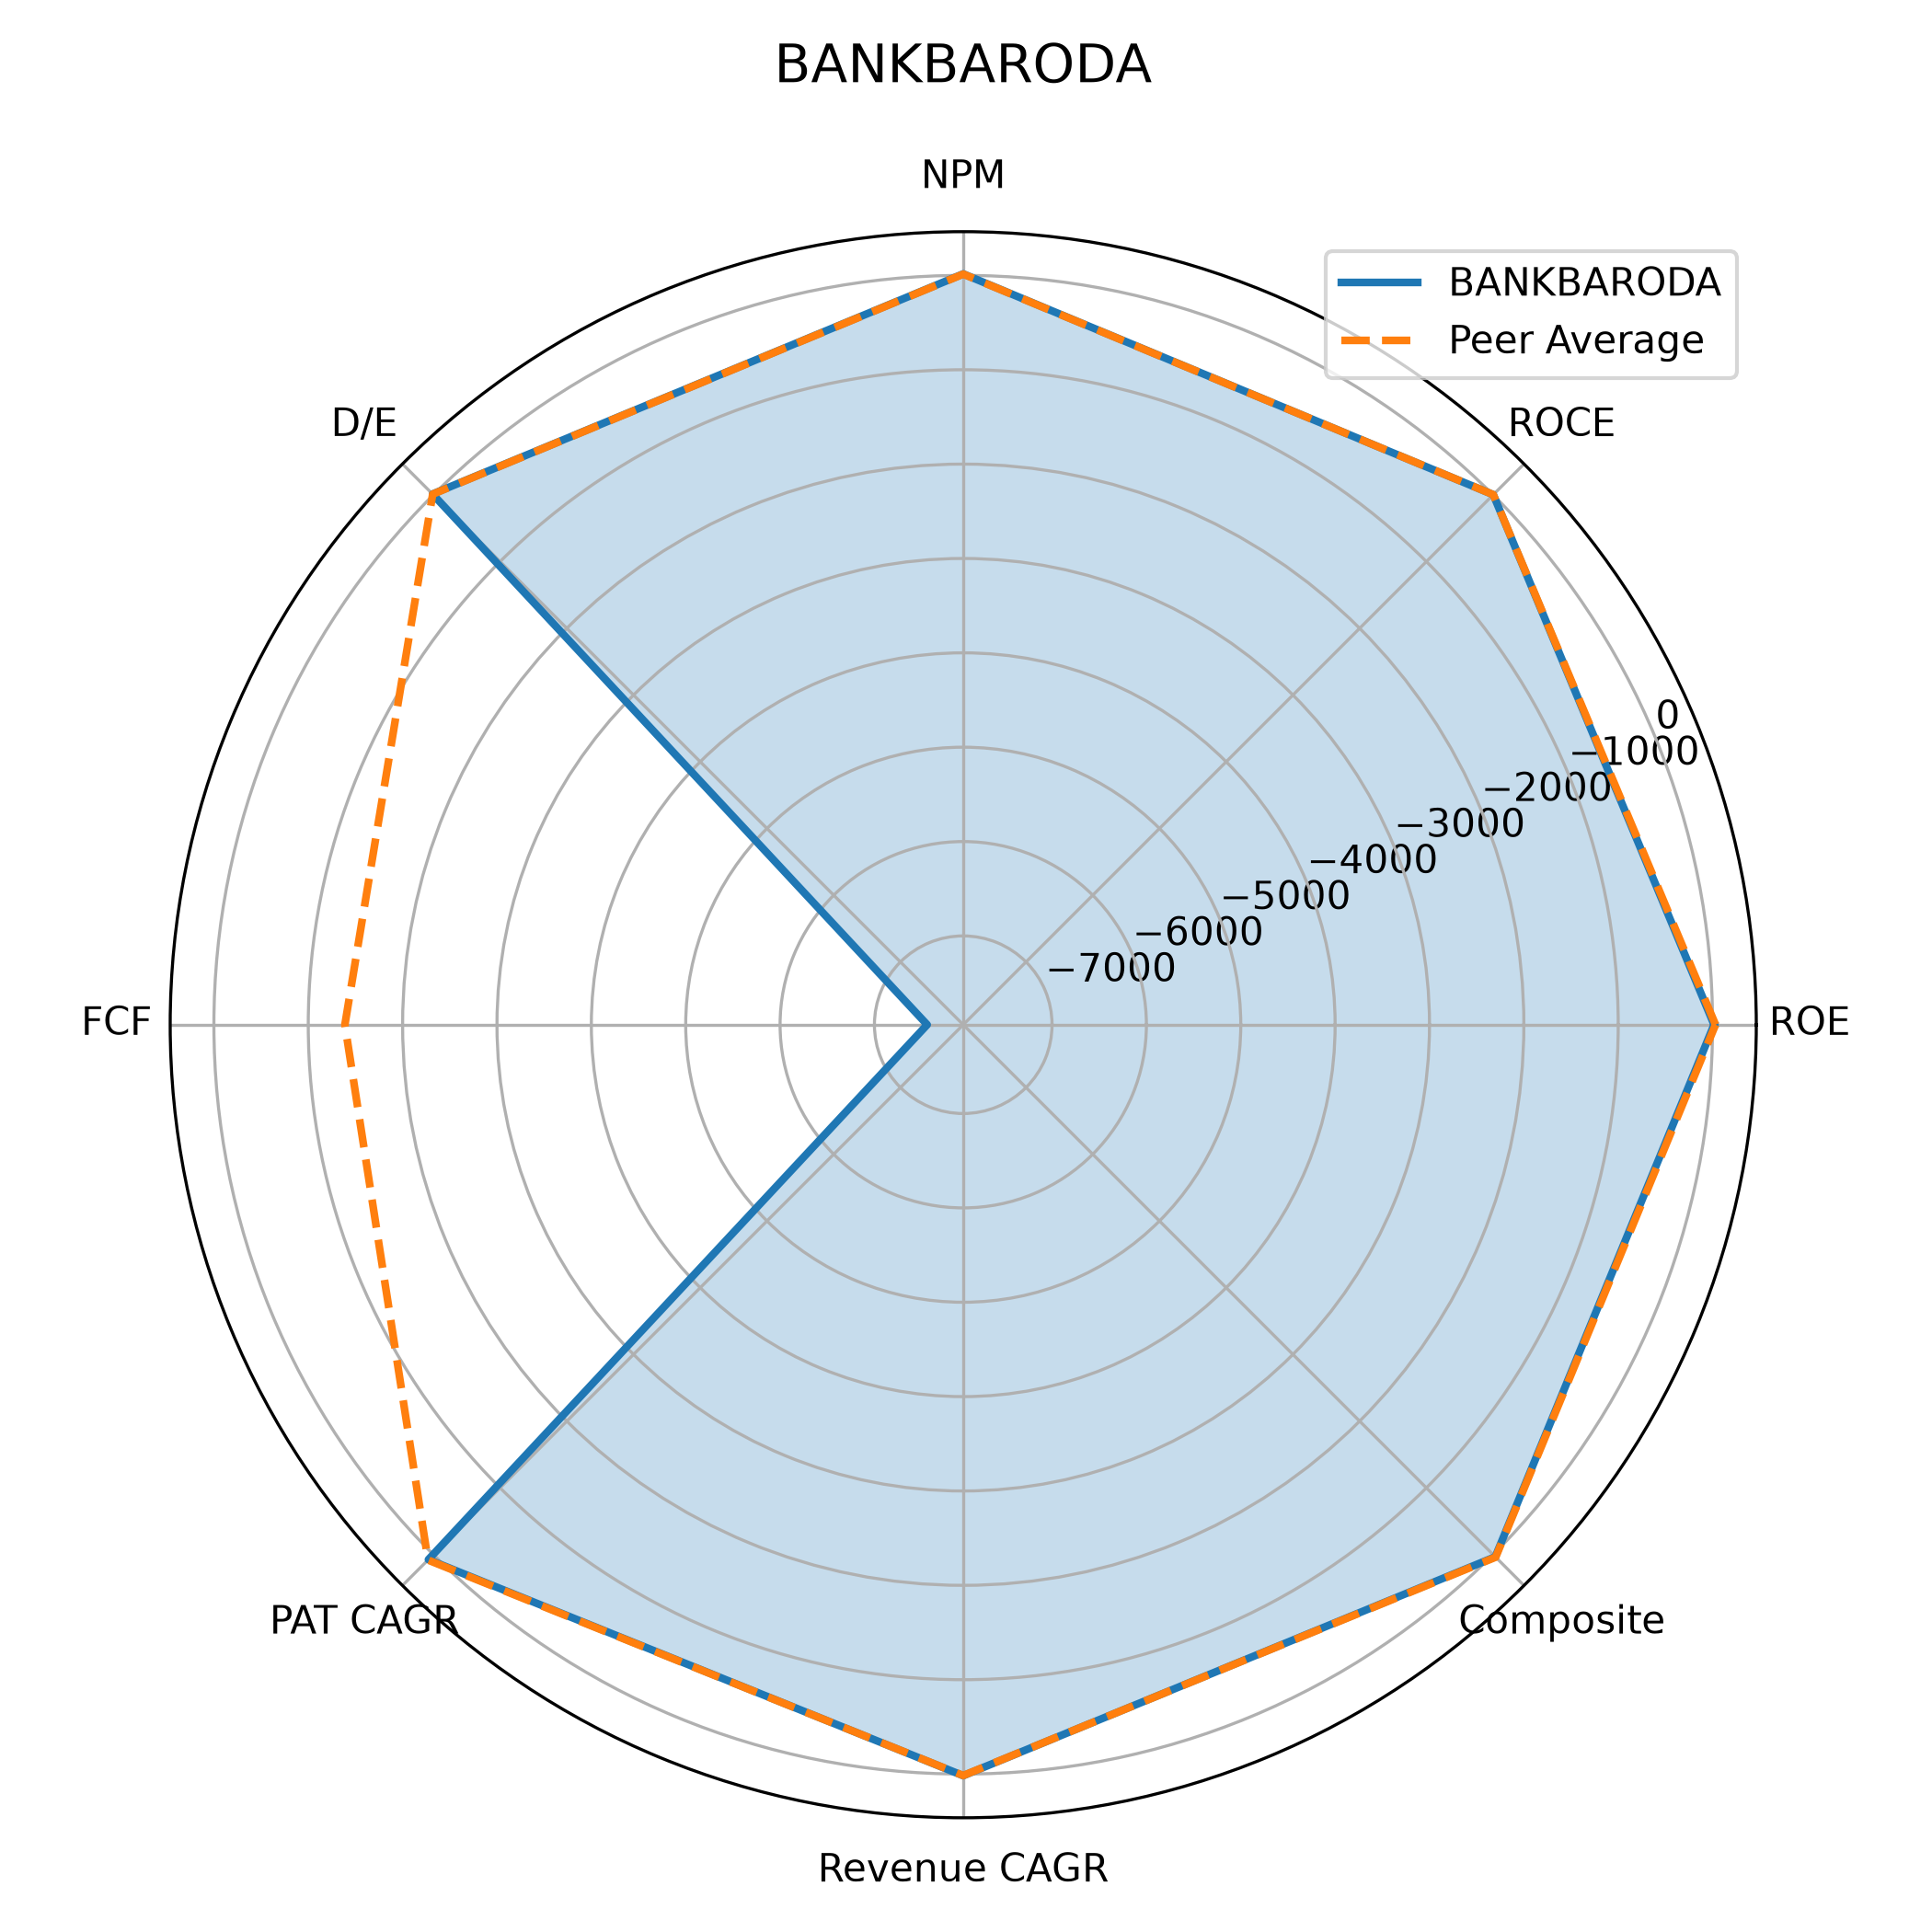 BANKBARODA
NPM
BANKBARODA
Peer Average
D/E
ROCE
0
−1000
−2000
−3000
−4000
−5000
−6000
−7000
FCF
ROE
PAT CAGR
Composite
Revenue CAGR